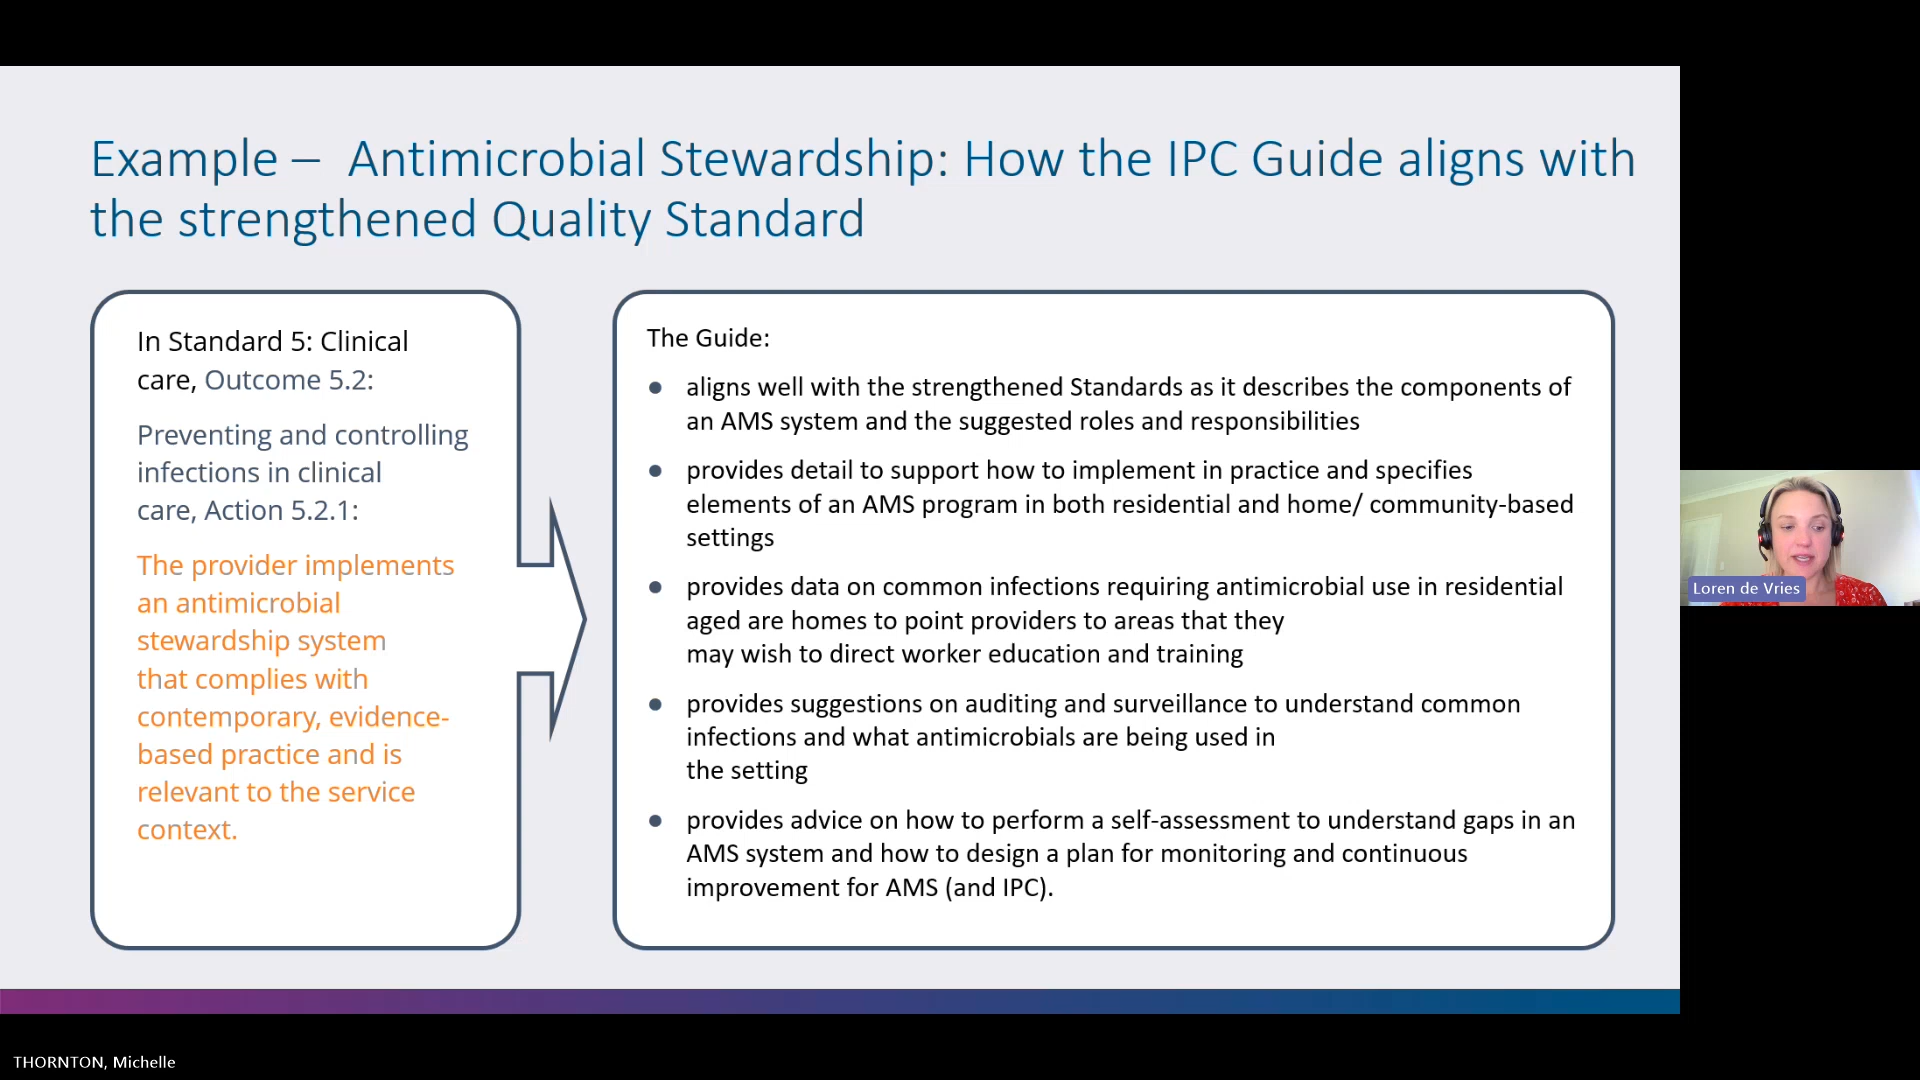 Example – Antimicrobial Stewardship: How the IPC Guide aligns with
the strengthened Quality Standard
In Standard 5: Clinical
care, Outcome 5.2:
Preventing and controlling
infections in clinical
care, Action 5.2.1:
The provider implements
an antimicrobial
stewardship system
that complies with
contemporary, evidence-
based practice and is
relevant to the service
context.
The Guide:
● aligns well with the strengthened Standards as it describes the components of
an AMS system and the suggested roles and responsibilities
● provides detail to support how to implement in practice and specifies
elements of an AMS program in both residential and home/ community-based
settings
● provides data on common infections requiring antimicrobial use in residential
aged are homes to point providers to areas that they
may wish to direct worker education and training
● provides suggestions on auditing and surveillance to understand common
infections and what antimicrobials are being used in
the setting
● provides advice on how to perform a self-assessment to understand gaps in an
AMS system and how to design a plan for monitoring and continuous
improvement for AMS (and IPC).
Loren de Vries
THORNTON, Michelle